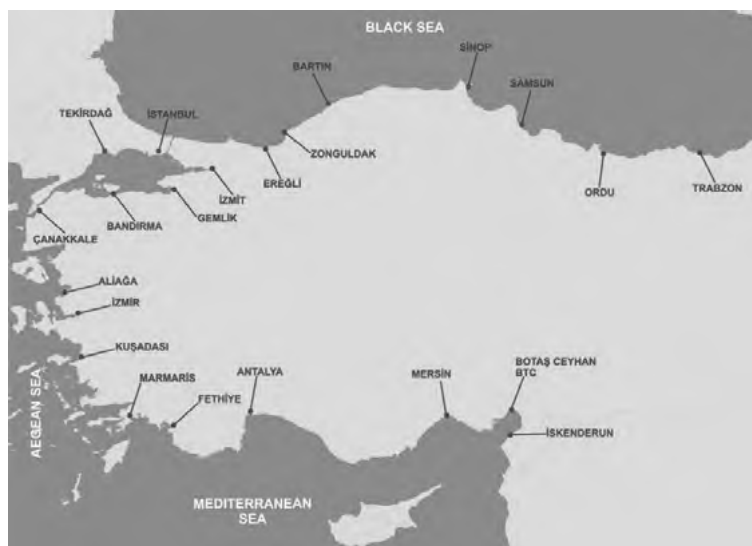 BLACK SEA
SİNOP
BARTIN
SAMSUN
TEKİRDAĞ
İSTANBUL
ZONGULDAK
EREĞLİ
İZMİT
GEMLİK
BANDIRMA
ÇANAKKALE
ORDU
TRABZON
ALİAĞA
İZMİR
KUŞADASI
MARMARİS
FETHİYE
ANTALYA
MERSİN
BOTAŞ CEYHAN
BTC
İSKENDERUN
AEGEAN SEA
MEDITERRANEAN
SEA